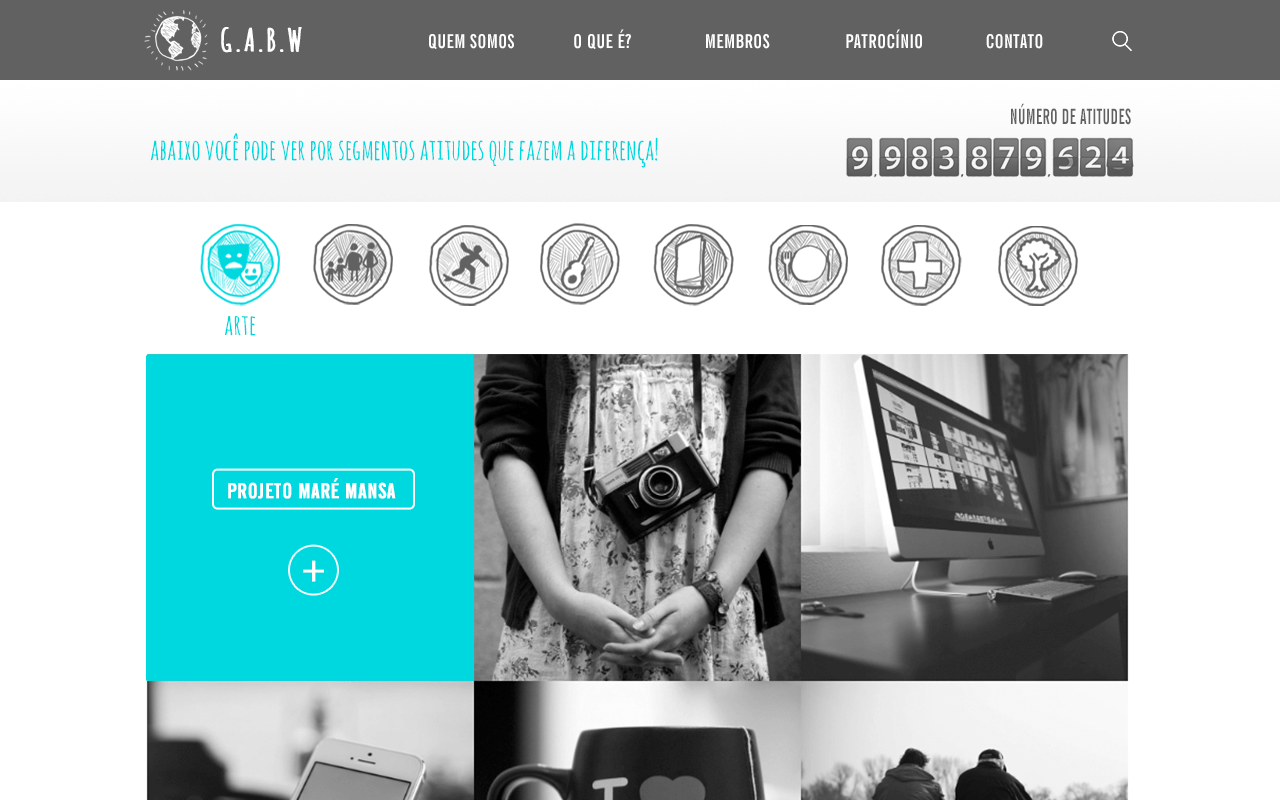 G.A.B.W
QUEM SOMOS
O QUE É?
MEMBROS
PATROCÍNIO
CONTATO
NÚMERO DE ATITUDES
ABAIXO VOCÊ PODE VER POR SEGMENTOS ATITUDES QUE FAZEM A DIFERENÇA!
9,983,879,624
ARTE
PROJETO MARÉ MANSA
I